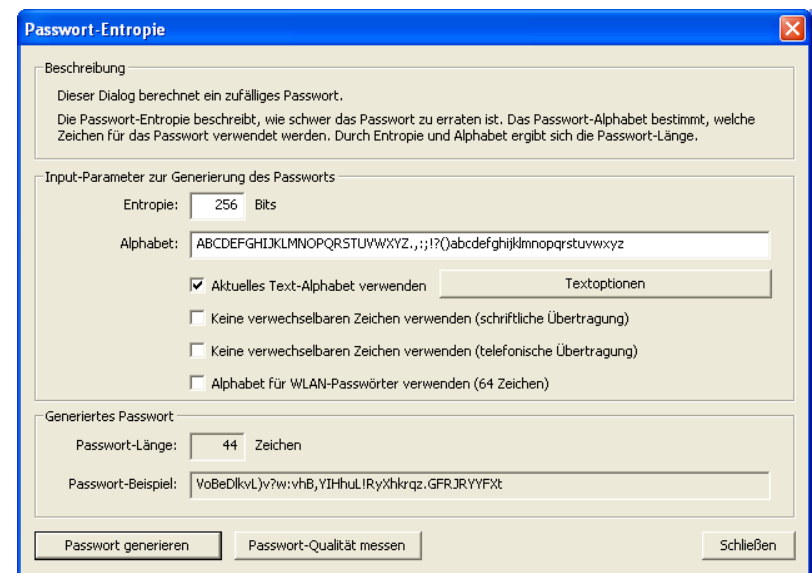 Passwort-Entropie
Beschreibung
Dieser Dialog berechnet ein zufälliges Passwort.
Die Passwort-Entropie beschreibt, wie schwer das Passwort zu erraten ist. Das Passwort-Alphabet bestimmt, welche
Zeichen für das Passwort verwendet werden. Durch Entropie und Alphabet ergibt sich die Passwort-Länge.
Input-Parameter zur Generierung des Passworts
Entropie: 256 Bits
Alphabet: ABCDEFGHIJKLMNOPQRSTUVWXYZ.,:;!?()abcdefghijklmnopqrstuvwxyz
Aktuelles Text-Alphabet verwenden Textoptionen
Keine verwechselbaren Zeichen verwenden (schriftliche Übertragung)
Keine verwechselbaren Zeichen verwenden (telefonische Übertragung)
Alphabet für WLAN-Passwörter verwenden (64 Zeichen)
Generiertes Passwort
Passwort-Länge: 44 Zeichen
Passwort-Beispiel: VoBeDlkvL)v?w:vhB,YIHhuL!RyXhkrqz.GFRJRYYFXt
Passwort generieren Passwort-Qualität messen Schließen